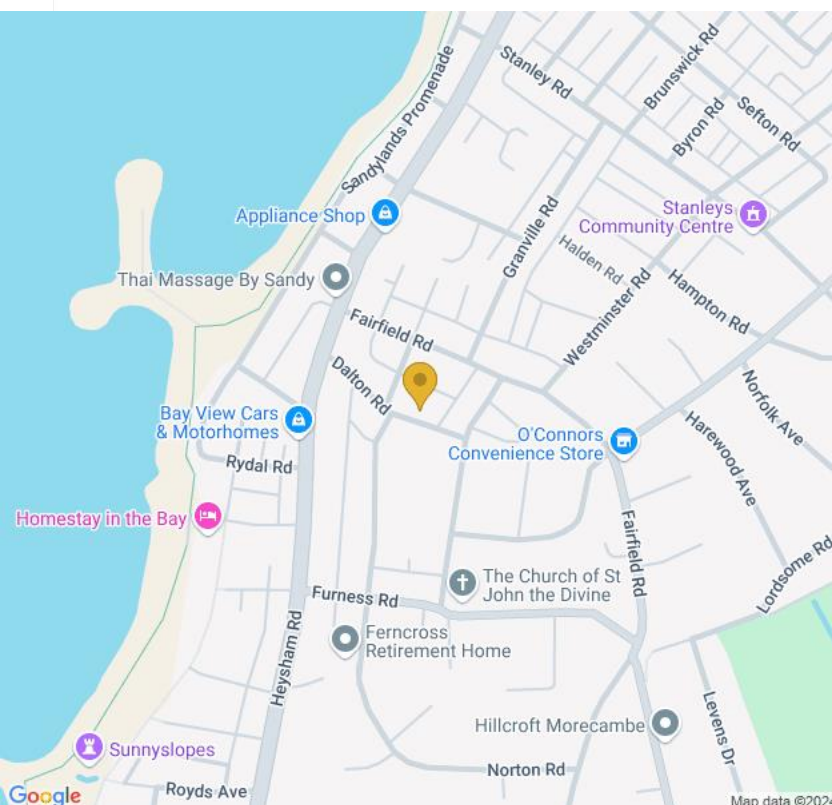 Stanley Rd
Brunswick Rd
Byron Rd
Sefton Rd
Sandylands Promenade
Appliance Shop
Stanleys
Community Centre
Granville Rd
Halden Rd
Thai Massage By Sandy
Westminster Rd
Hampton Rd
Fairfield Rd
Dalton Rd
Norfolk Ave
Bay View Cars
& Motorhomes
O'Connors
Convenience Store
Harewood Ave
Rydal Rd
Homestay in the Bay
Fairfield Rd
Lordsome Rd
The Church of St
John the Divine
Furness Rd
Ferncross
Retirement Home
Heysham Rd
Levens Dr
Hillcroft Morecambe
Sunnyslopes
Norton Rd
Royds Ave
Google
Map data ©2024